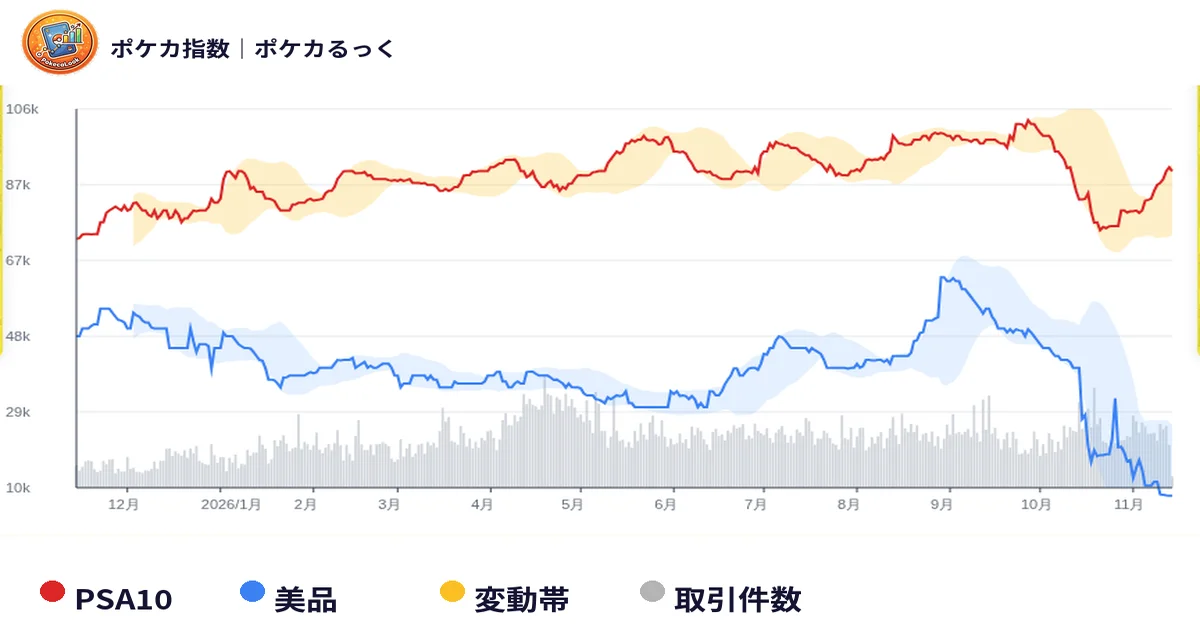 PokecaLook
ポケカ指数｜ポケカるっく
106k
87k
67k
48k
29k
10k
12月 2026/1月 2月 3月 4月 5月 6月 7月 8月 9月 10月 11月
PSA10 美品 変動帯 取引件数